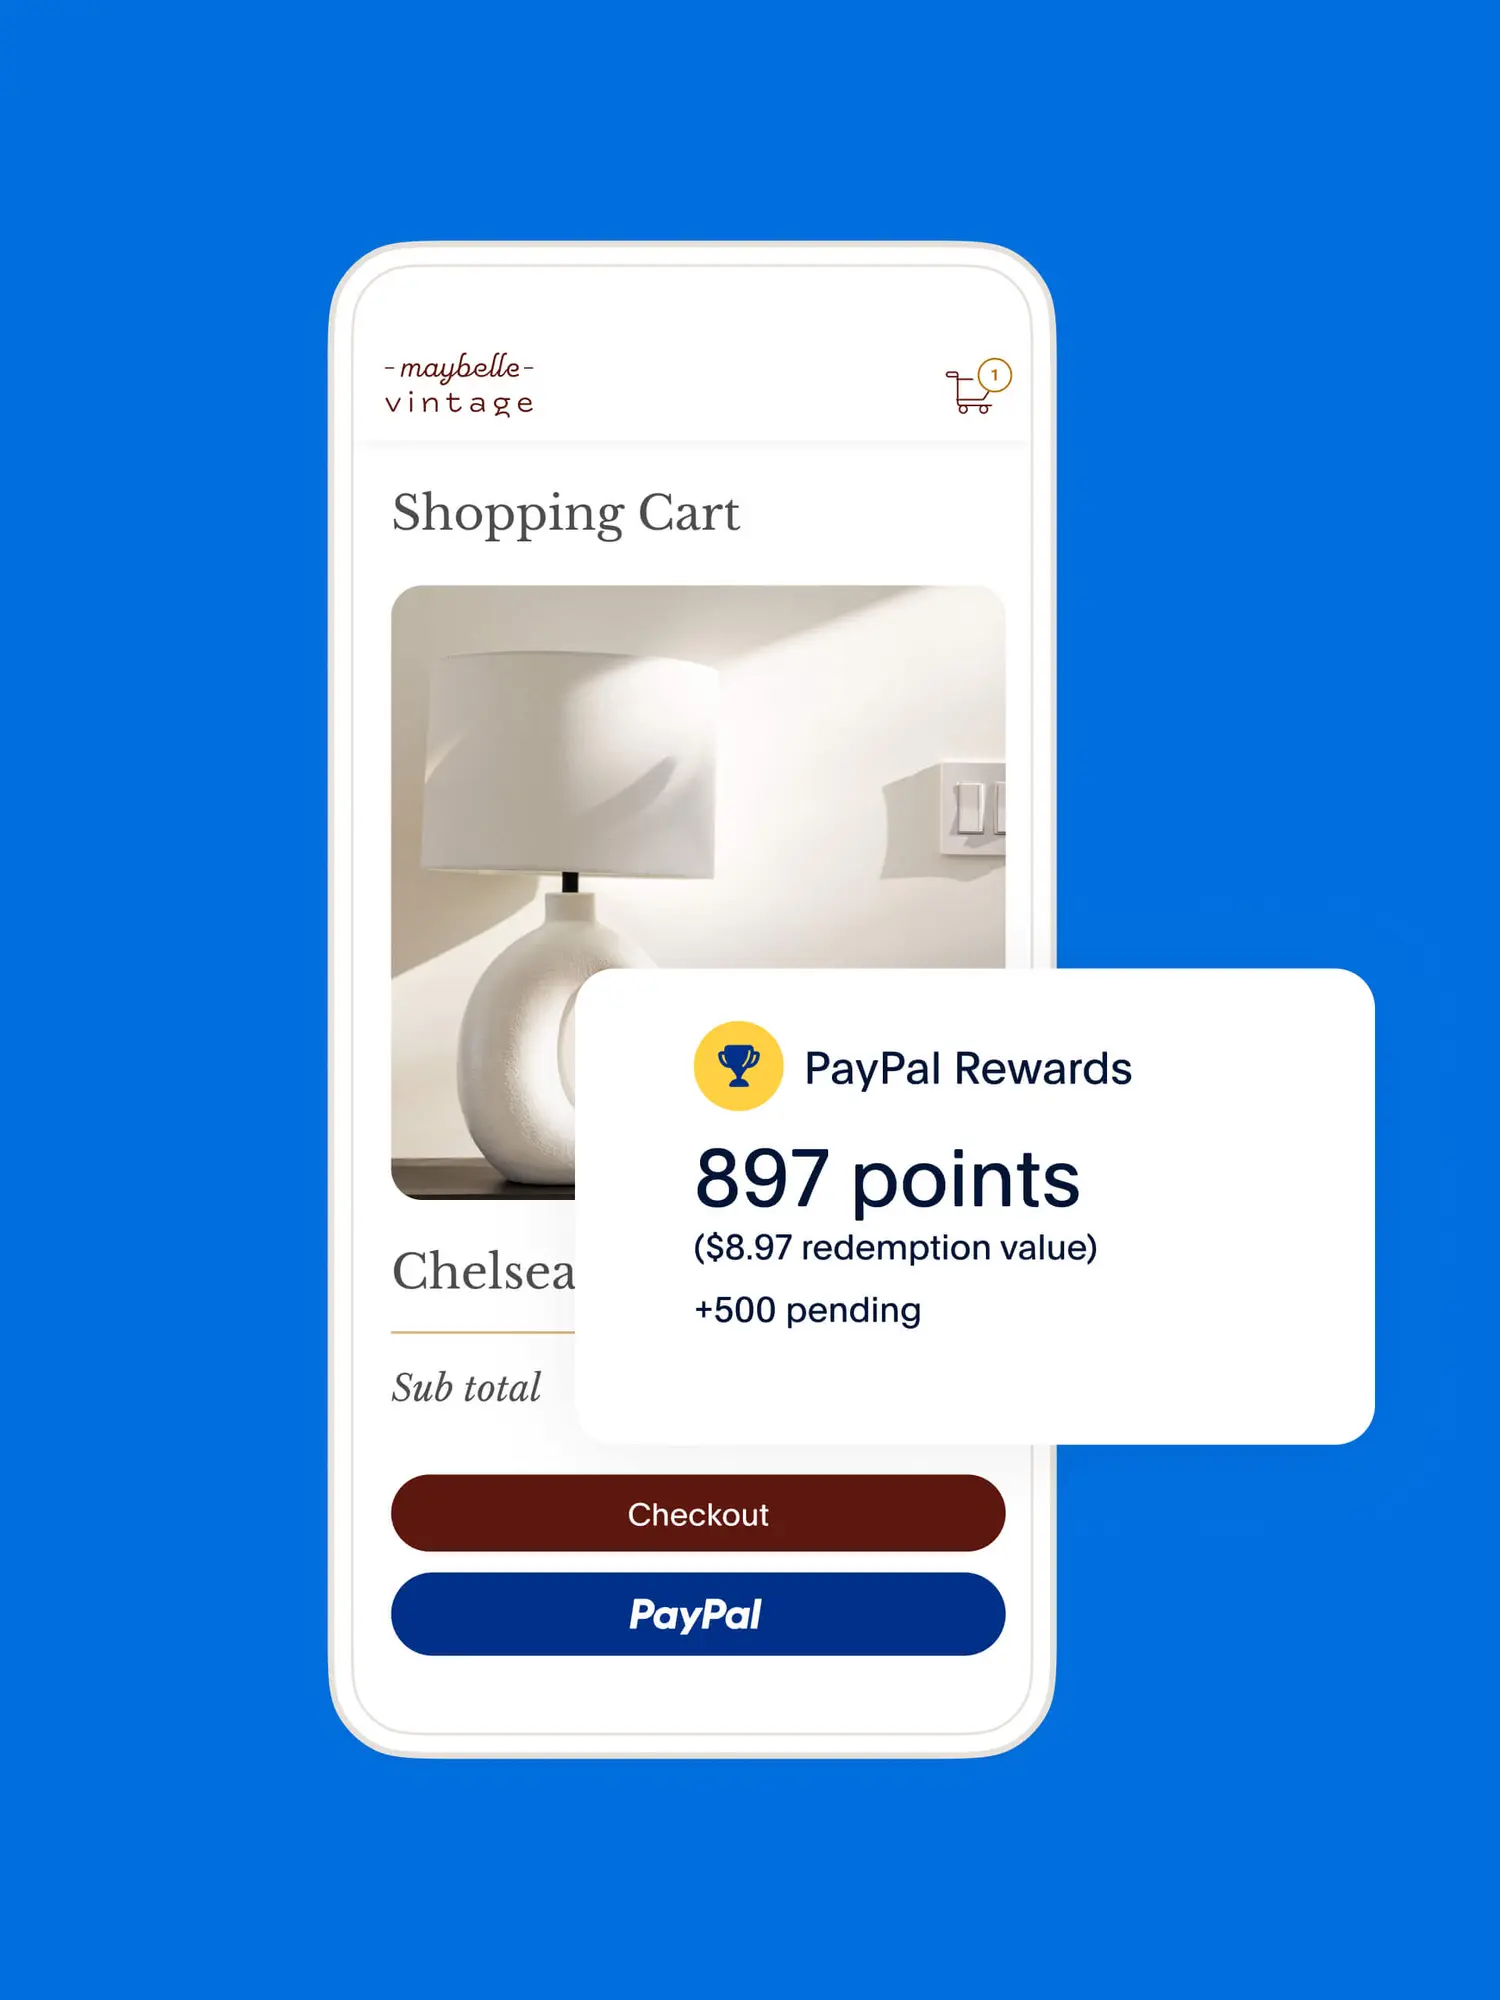 -maybelle-
vintage
1
Shopping Cart
PayPal Rewards
897 points
($8.97 redemption value)
+500 pending
Chelsea
Sub total
Checkout
PayPal